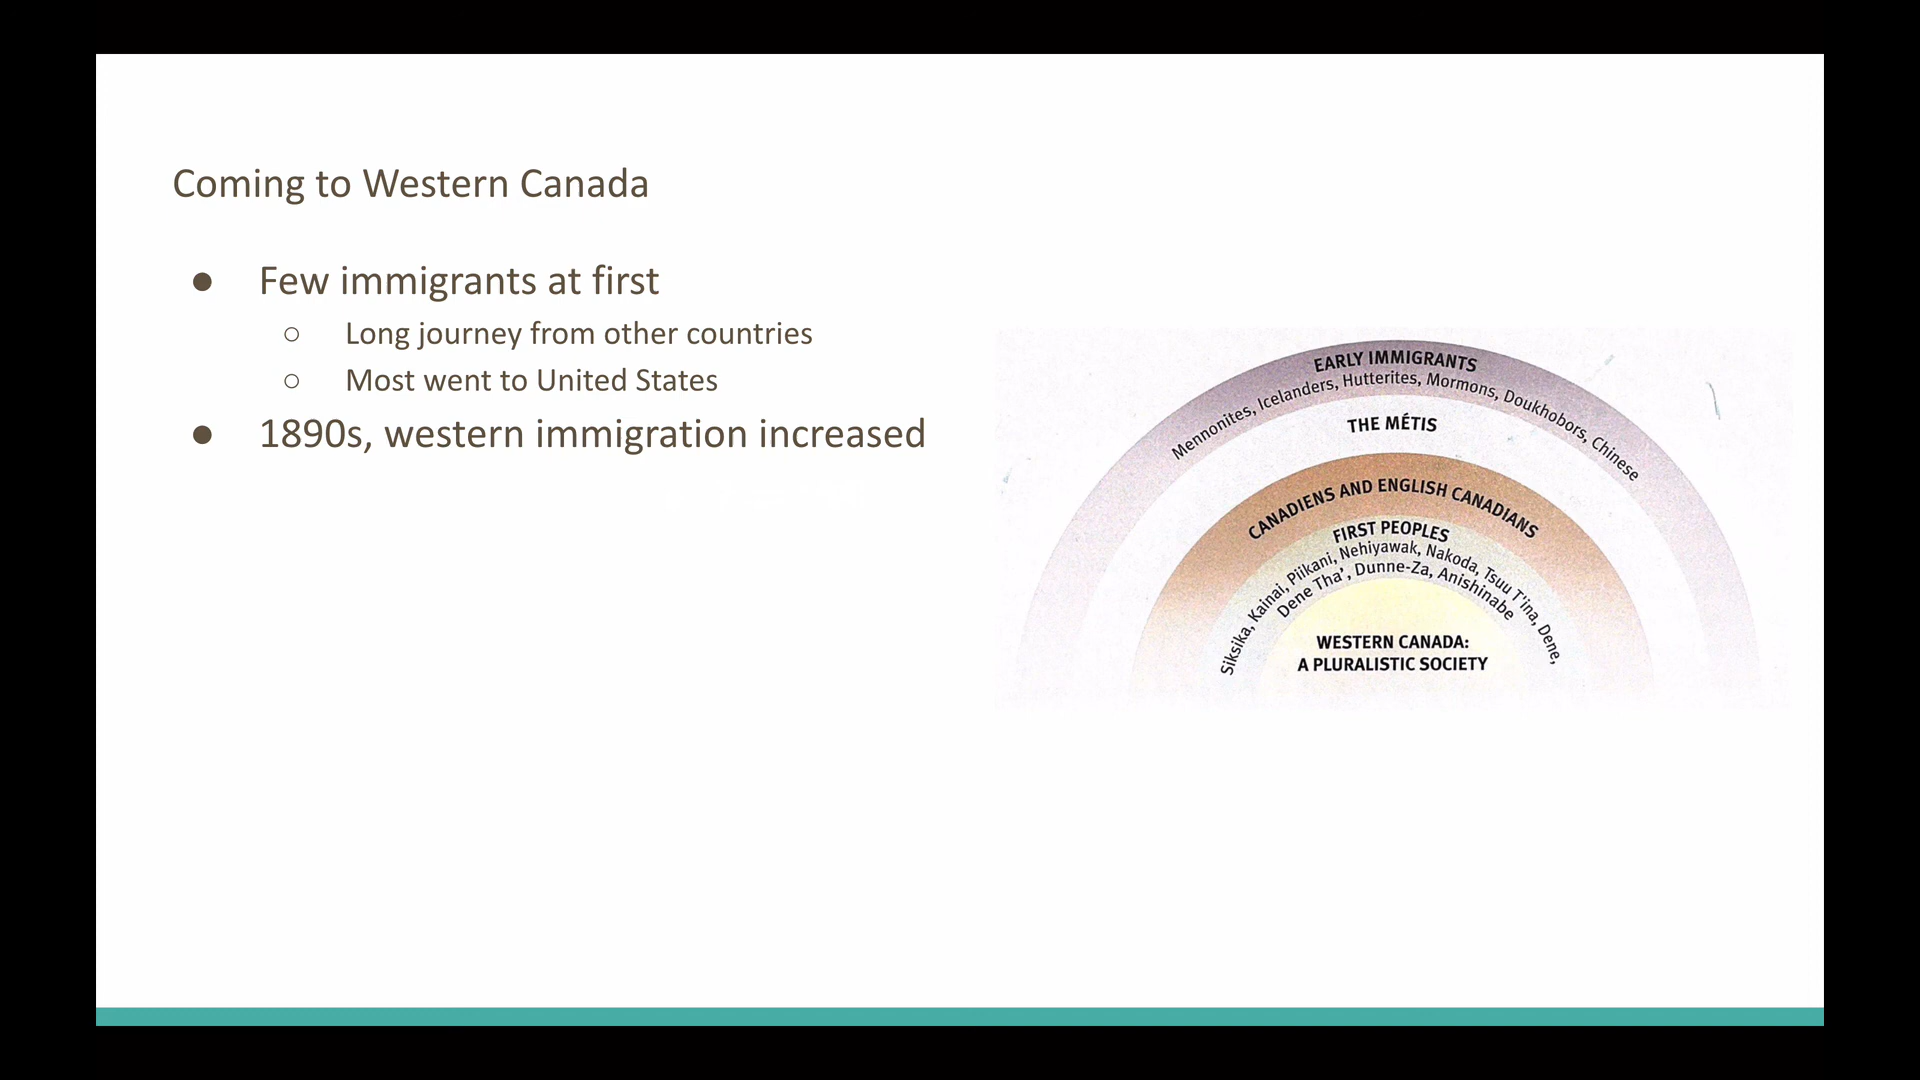 Coming to Western Canada
● Few immigrants at first
○ Long journey from other countries
○ Most went to United States
● 1890s, western immigration increased
EARLY IMMIGRANTS
Mennonites, Icelanders, Hutterites, Mormons, Doukhobors, Chinese
THE MÉTIS
CANADIENS AND ENGLISH CANADIANS
FIRST PEOPLES
Siksika, Kainai, Piikani, Nehiyawak, Nakoda, Tsuu T'ina, Dene,
Dene Tha', Dunne-Za, Anishinabe
WESTERN CANADA:
A PLURALISTIC SOCIETY